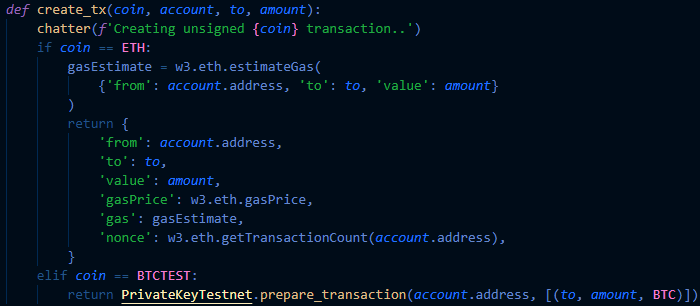 def create_tx(coin, account, to, amount):
    chatter(f'Creating unsigned {coin} transaction..')
    if coin == ETH:
        gasEstimate = w3.eth.estimateGas(
            {'from': account.address, 'to': to, 'value': amount}
        )
        return {
            'from': account.address,
            'to': to,
            'value': amount,
            'gasPrice': w3.eth.gasPrice,
            'gas': gasEstimate,
            'nonce': w3.eth.getTransactionCount(account.address),
        }
    elif coin == BTCTEST:
        return PrivateKeyTestnet.prepare_transaction(account.address, [(to, amount, BTC)])